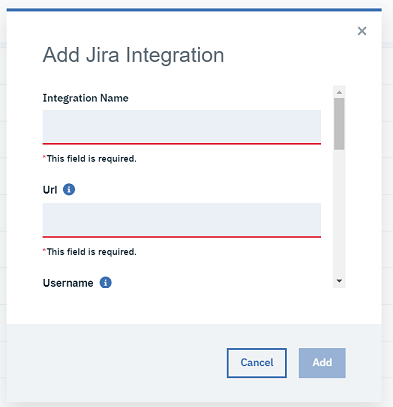 Add Jira Integration
Integration Name
*This field is required.
Url
*This field is required.
Username
Cancel
Add